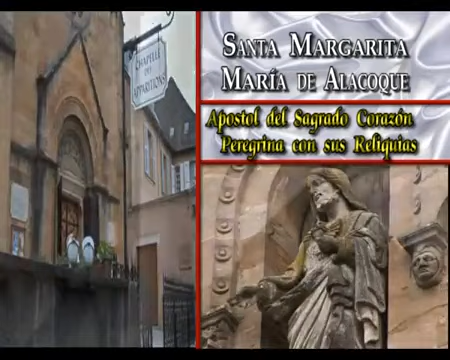 CHAPELLE
DES
APPARITIONS
SANTA MARGARITA
MARÍA DE ALACOQUE
Apostol del Sagrado Corazón
Peregrina con sus Reliquias